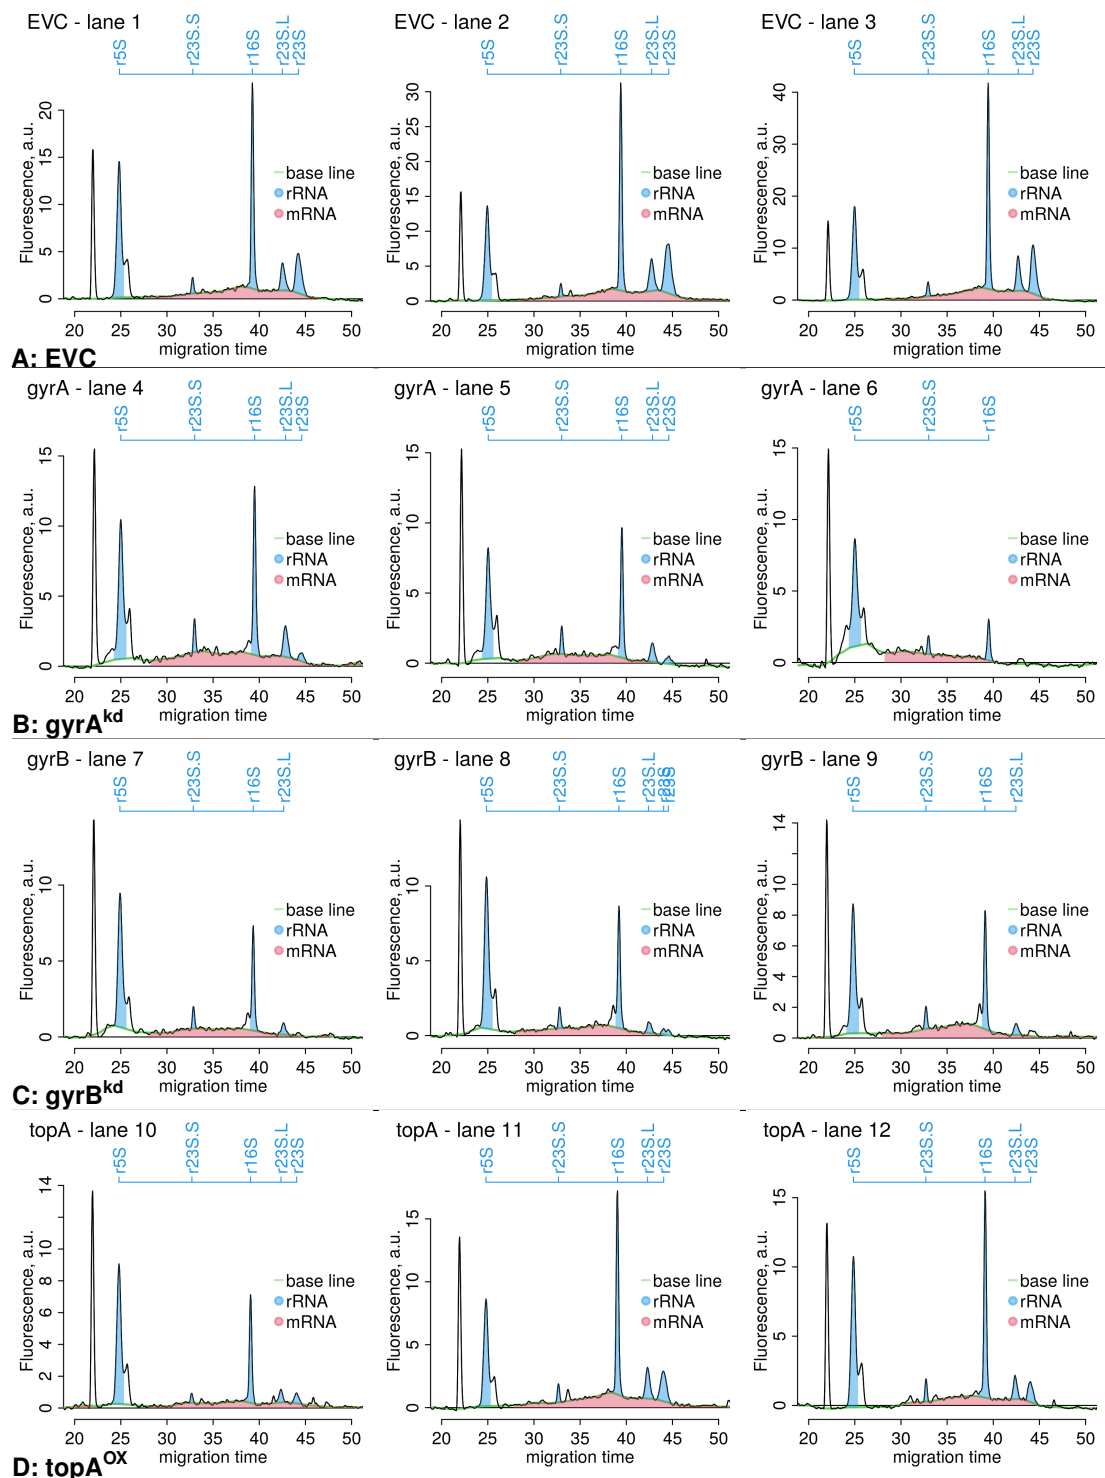 EVC - lane 1
r5S
r23S.S
r16S
r23S.L
r23S
Fluorescence, a.u.
0
5
10
15
20
base line
rRNA
mRNA
20 25 30 35 40 45 50
migration time
EVC - lane 2
r5S
r23S.S
r16S
r23S.L
r23S
Fluorescence, a.u.
0
5
10
15
20
25
30
base line
rRNA
mRNA
20 25 30 35 40 45 50
migration time
EVC - lane 3
r5S
r23S.S
r16S
r23S.L
r23S
Fluorescence, a.u.
0
10
20
30
40
base line
rRNA
mRNA
20 25 30 35 40 45 50
migration time
A: EVC
gyrA - lane 4
r5S
r23S.S
r16S
r23S.L
r23S
Fluorescence, a.u.
0
5
10
15
base line
rRNA
mRNA
20 25 30 35 40 45 50
migration time
gyrA - lane 5
r5S
r23S.S
r16S
r23S.L
r23S
Fluorescence, a.u.
0
5
10
15
base line
rRNA
mRNA
20 25 30 35 40 45 50
migration time
gyrA - lane 6
r5S
r23S.S
r16S
Fluorescence, a.u.
0
5
10
15
base line
rRNA
mRNA
20 25 30 35 40 45 50
migration time
B: gyrA^kd
gyrB - lane 7
r5S
r23S.S
r16S
r23S.L
Fluorescence, a.u.
0
5
10
base line
rRNA
mRNA
20 25 30 35 40 45 50
migration time
gyrB - lane 8
r5S
r23S.S
r16S
r23S.L
r23S
r23S
Fluorescence, a.u.
0
5
10
base line
rRNA
mRNA
20 25 30 35 40 45 50
migration time
gyrB - lane 9
r5S
r23S.S
r16S
r23S.L
Fluorescence, a.u.
0
2
4
6
8
10
14
base line
rRNA
mRNA
20 25 30 35 40 45 50
migration time
C: gyrB^kd
topA - lane 10
r5S
r23S.S
r16S
r23S.L
r23S
Fluorescence, a.u.
0
2
4
6
8
10
14
base line
rRNA
mRNA
20 25 30 35 40 45 50
migration time
topA - lane 11
r5S
r23S.S
r16S
r23S.L
r23S
Fluorescence, a.u.
0
5
10
15
base line
rRNA
mRNA
20 25 30 35 40 45 50
migration time
topA - lane 12
r5S
r23S.S
r16S
r23S.L
r23S
Fluorescence, a.u.
0
5
10
15
base line
rRNA
mRNA
20 25 30 35 40 45 50
migration time
D: topA^OX